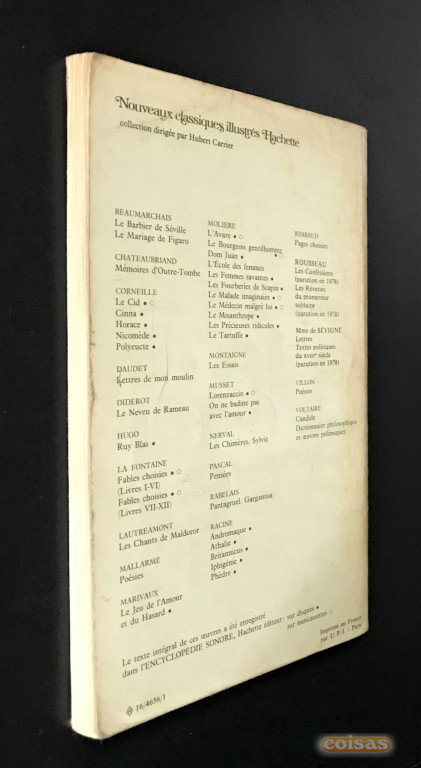 Nouveaux classiques illustrés Hachette
collection dirigée par Hubert Carrier
BEAUMARCHAIS
Le Barbier de Séville
Le Mariage de Figaro
CHATEAUBRIAND
Mémoires d'Outre-Tombe
CORNEILLE
Le Cid • ○
Cinna •
Horace •
Nicomède •
Polyeucte •
DAUDET
Lettres de mon moulin
DIDEROT
Le Neveu de Rameau
HUGO
Ruy Blas •
LA FONTAINE
Fables choisies • ○
(Livres I-VI)
Fables choisies • ○
(Livres VII-XII)
LAUTRÉAMONT
Les Chants de Maldoror
MALLARMÉ
Poésies
MARIVAUX
Le Jeu de l'Amour
et du Hasard •
MOLIÈRE
L'Avare • ○
Le Bourgeois gentilhomme
• ○
Dom Juan •
L'École des femmes
Les Femmes savantes •
Les Fourberies de Scapin •
Le Malade imaginaire • ○
Le Médecin malgré lui • ○
Le Misanthrope •
Les Précieuses ridicules •
Le Tartuffe •
MONTAIGNE
Les Essais
MUSSET
Lorenzaccio • ○
On ne badine pas
avec l'amour •
NERVAL
Les Chimères. Sylvie
PASCAL
Pensées
RABELAIS
Pantagruel. Gargantua
RACINE
Andromaque •
Athalie •
Britannicus •
Iphigénie •
Phèdre •
RIMBAUD
Pages choisies
ROUSSEAU
Les Confessions
(parution en 1978)
Les Rêveries
du promeneur
solitaire
(parution en 1978)
Mme de SÉVIGNÉ
Lettres
Textes politiques
du XVIIIe siècle
(parution en 1978)
VILLON
Poésies
VOLTAIRE
Candide
Dictionnaire philosophique
et œuvres polémiques
Le texte intégral de ces œuvres a été enregistré
dans l'ENCYCLOPÉDIE SONORE, Hachette éditeur : sur disques •
sur minicassettes ○
Imprimé en France
par U.P.I. - Paris
16/4656/1
coisas